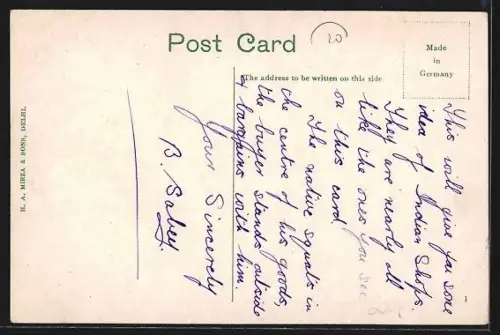 Post Card
20
Made
in
Germany
The address to be written on this side
H. A. MIRZA & SONS, DELHI.
This will give you some
idea of Indian Shops.
They are nearly all
like the ones you see
on this card.
The native squats in
the centre of his goods,
the buyer stands outside
& bargains with him.
Your Sincerely
B. Sabey